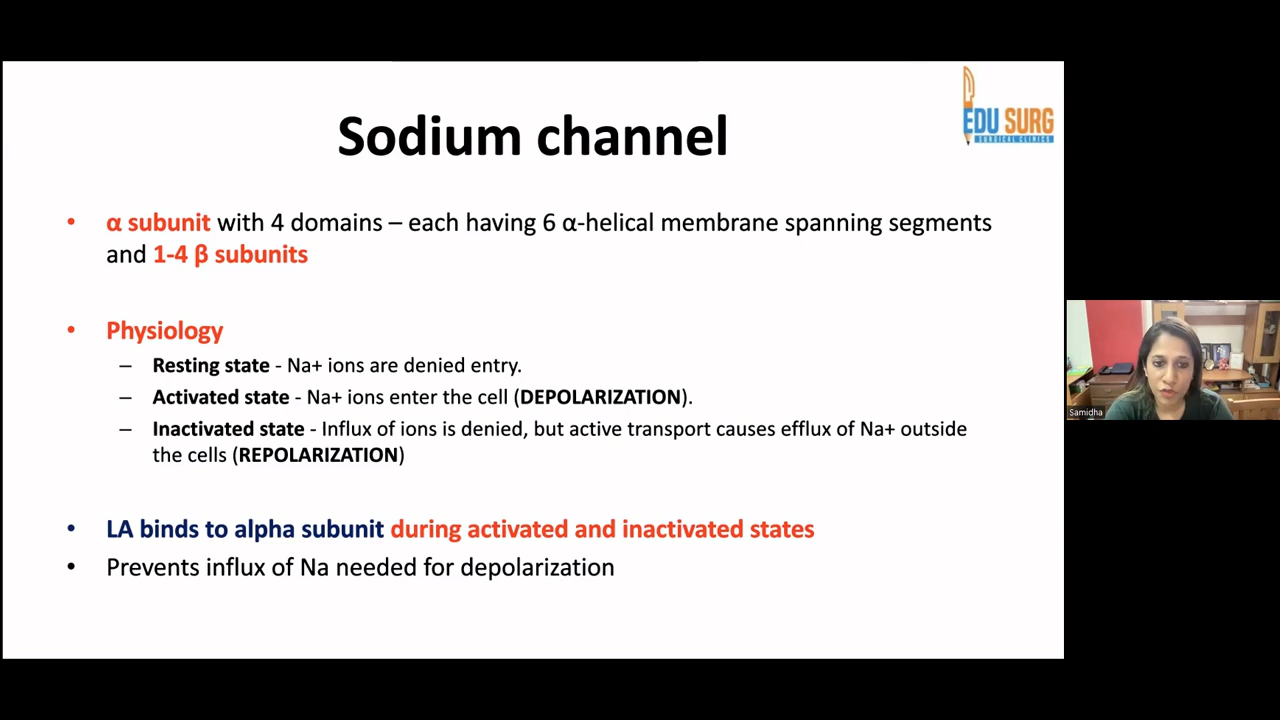 EDU SURG
SURGICAL CLINICS
Sodium channel
• α subunit with 4 domains – each having 6 α-helical membrane spanning segments
and 1-4 β subunits
• Physiology
– Resting state - Na+ ions are denied entry.
– Activated state - Na+ ions enter the cell (DEPOLARIZATION).
– Inactivated state - Influx of ions is denied, but active transport causes efflux of Na+ outside
the cells (REPOLARIZATION)
• LA binds to alpha subunit during activated and inactivated states
• Prevents influx of Na needed for depolarization
Samidha